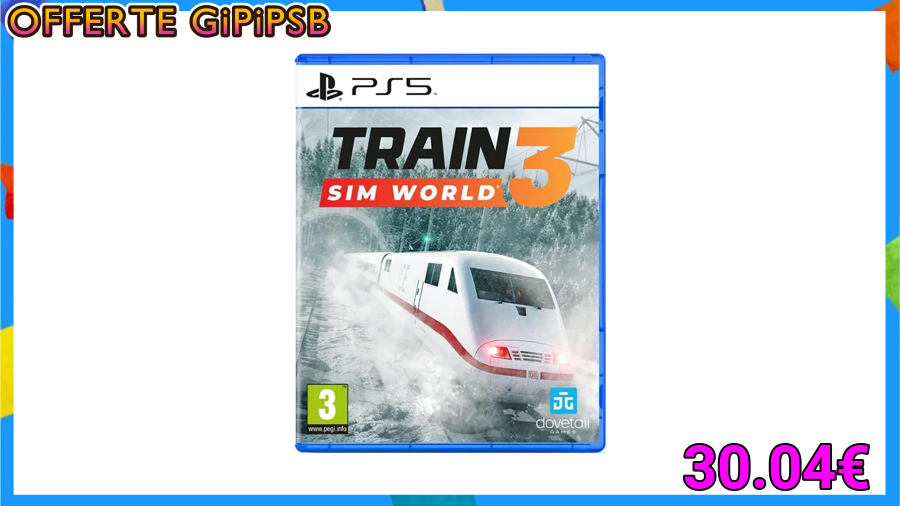 OFFERTE GiPiPSB
PS5
TRAIN 3
SIM WORLD
3
www.pegi.info
dovetail
GAMES
30.04€